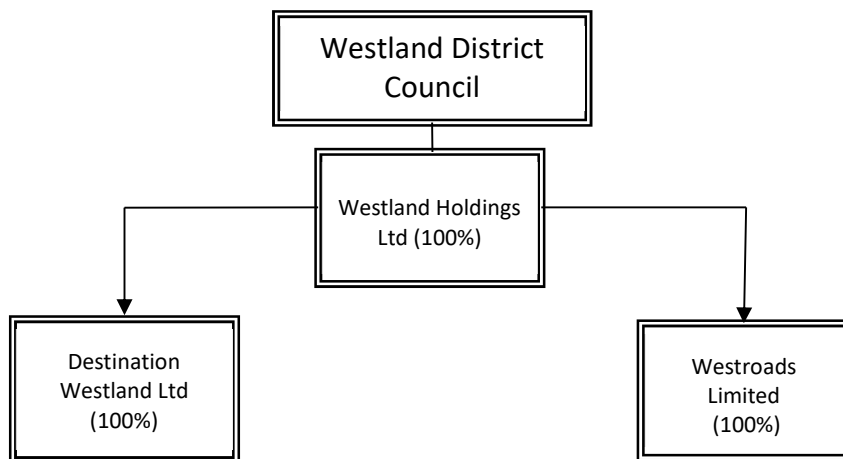 Westland District
Council
Westland Holdings
Ltd (100%)
Destination
Westland Ltd
(100%)
Westroads
Limited
(100%)